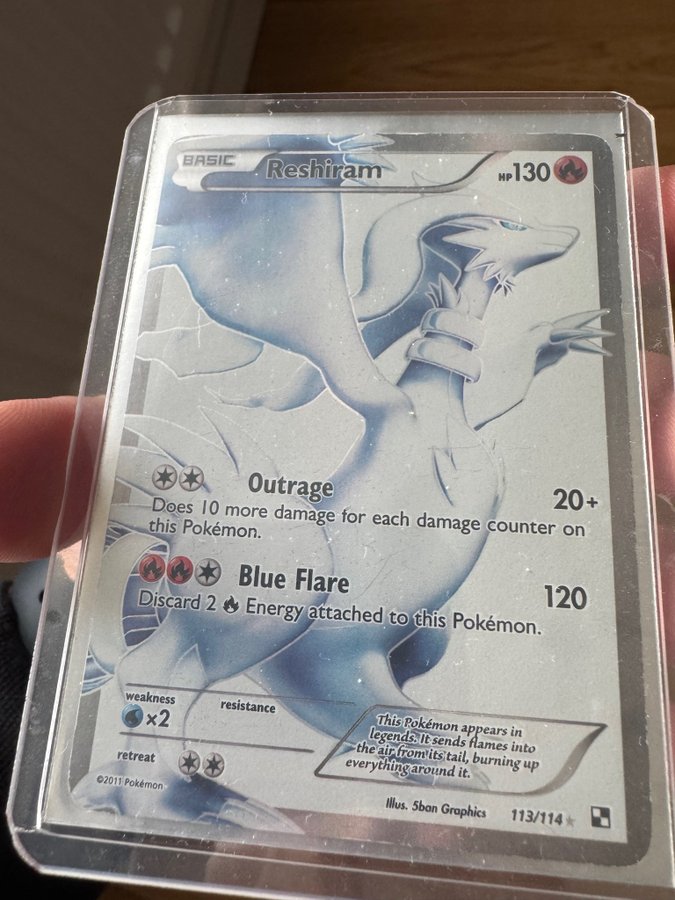 BASIC Reshiram HP130
Outrage 20+
Does 10 more damage for each damage counter on
this Pokémon.
Blue Flare 120
Discard 2 Energy attached to this Pokémon.
weakness resistance
×2
retreat
This Pokémon appears in
legends. It sends flames into
the air from its tail, burning up
everything around it.
©2011 Pokémon
Illus. 5ban Graphics 113/114